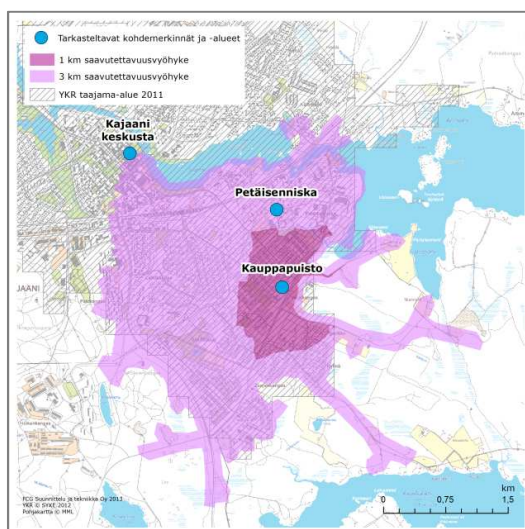 Tarkasteltavat kohdemerkinnät ja -alueet
1 km saavutettavuusvyöhyke
3 km saavutettavuusvyöhyke
YKR taajama-alue 2011
Kajaani
keskusta
Petäisenniska
Kauppapuisto
JAANI
FCG Suunnittelu ja tekniikka Oy 2013
YKR © SYKE 2012
Pohjakartta © MML
km
0 0,75 1,5